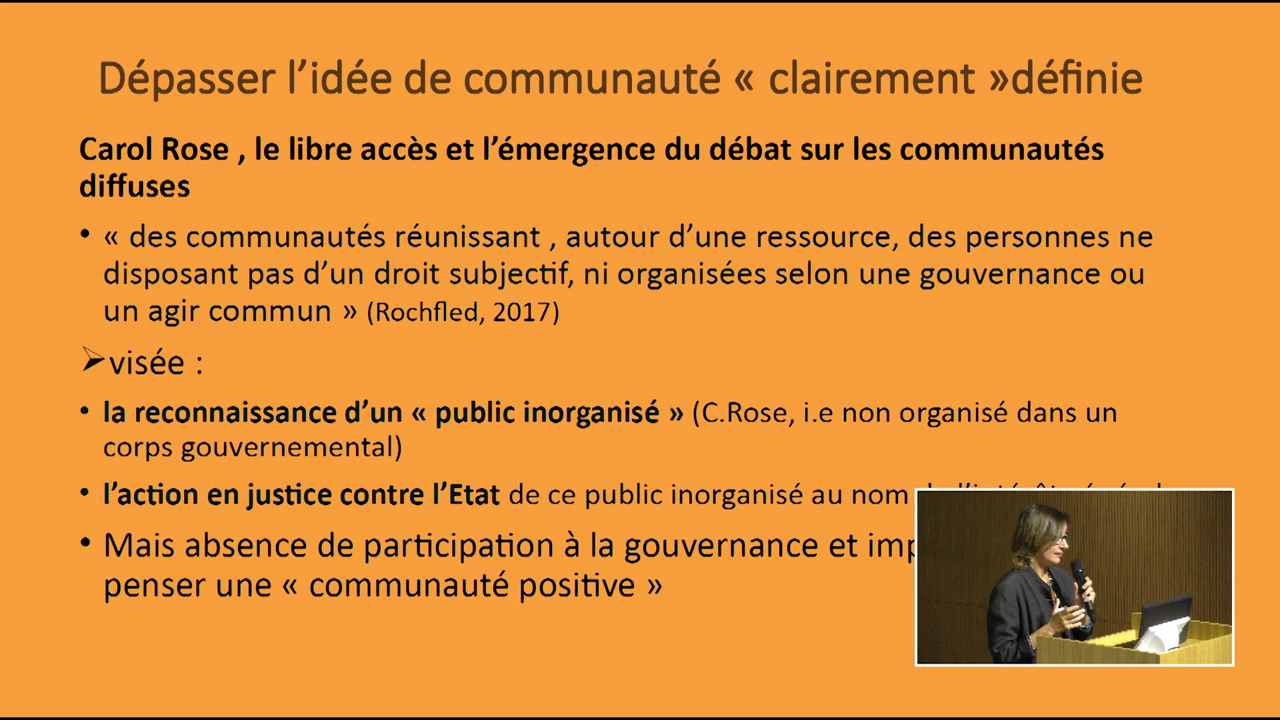 Dépasser l’idée de communauté « clairement »définie
Carol Rose , le libre accès et l’émergence du débat sur les communautés
diffuses
• « des communautés réunissant , autour d’une ressource, des personnes ne
disposant pas d’un droit subjectif, ni organisées selon une gouvernance ou
un agir commun » (Rochfled, 2017)
➢visée :
• la reconnaissance d’un « public inorganisé » (C.Rose, i.e non organisé dans un
corps gouvernemental)
• l’action en justice contre l’Etat de ce public inorganisé au nom
• Mais absence de participation à la gouvernance et
penser une « communauté positive »